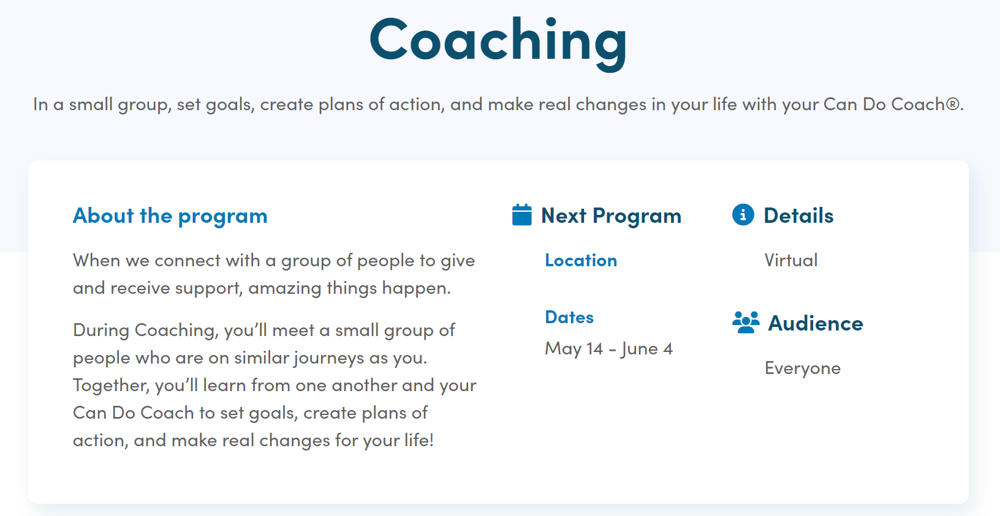 Coaching
In a small group, set goals, create plans of action, and make real changes in your life with your Can Do Coach®.
About the program
When we connect with a group of people to give
and receive support, amazing things happen.
During Coaching, you’ll meet a small group of
people who are on similar journeys as you.
Together, you’ll learn from one another and your
Can Do Coach to set goals, create plans of
action, and make real changes for your life!
Next Program
Location
Dates
May 14 - June 4
Details
Virtual
Audience
Everyone